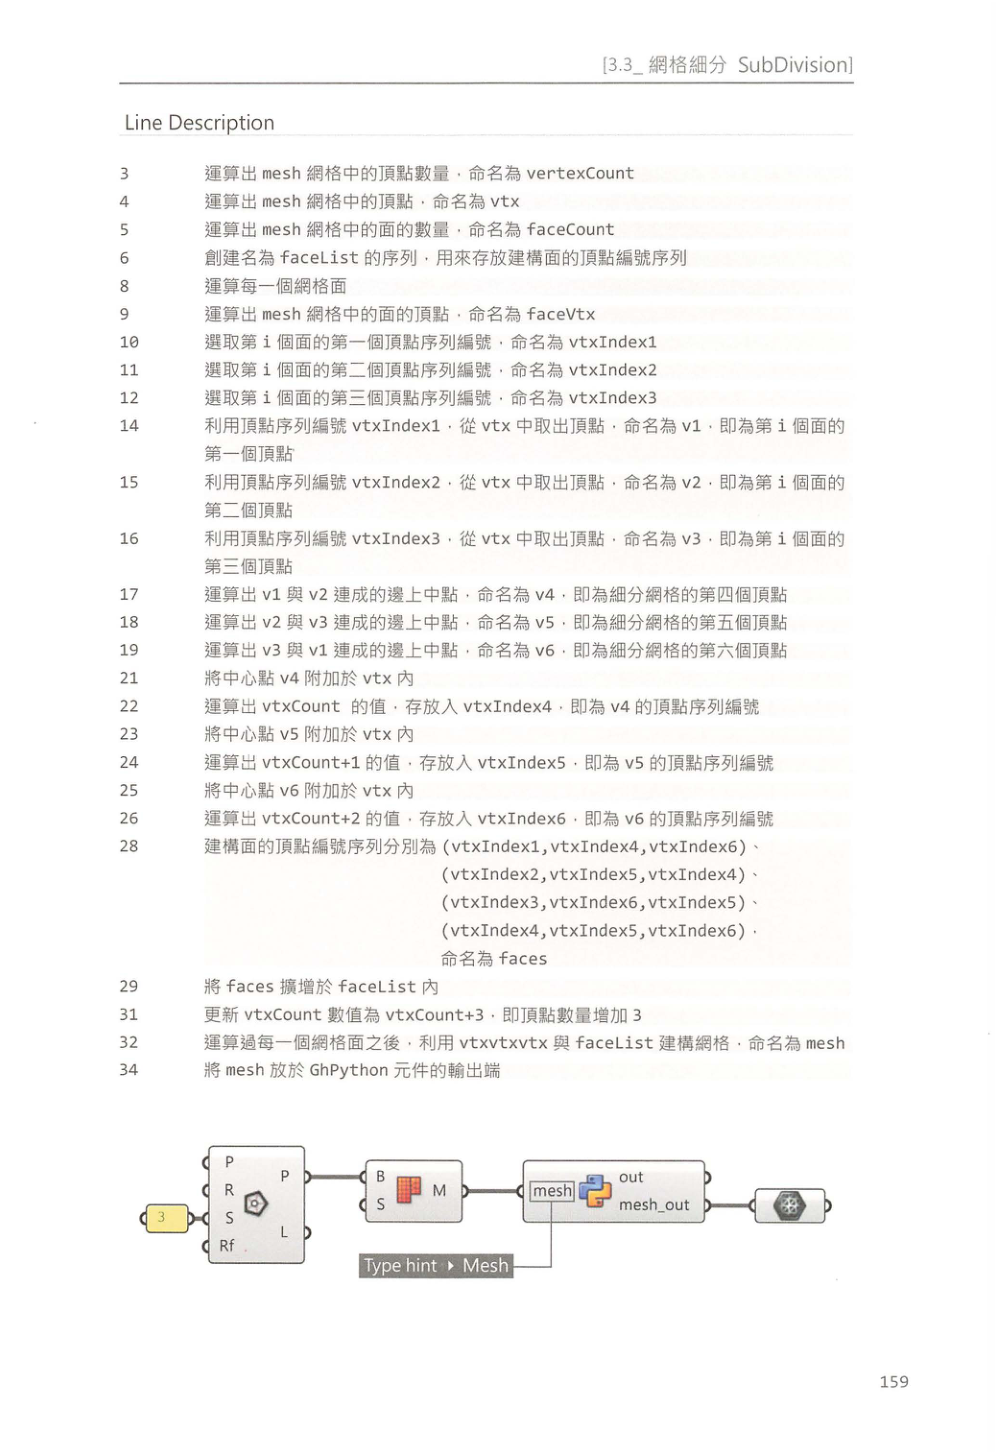 [3.3_ 網格細分 SubDivision]
Line Description
3 運算出 mesh 網格中的頂點數量，命名為 vertexCount
4 運算出 mesh 網格中的頂點，命名為 vtx
5 運算出 mesh 網格中的面的數量，命名為 faceCount
6 創建名為 faceList 的序列，用來存放建構面的頂點編號序列
8 運算每一個網格面
9 運算出 mesh 網格中的面的頂點，命名為 faceVtx
10 選取第 i 個面的第一個頂點序列編號，命名為 vtxIndex1
11 選取第 i 個面的第二個頂點序列編號，命名為 vtxIndex2
12 選取第 i 個面的第三個頂點序列編號，命名為 vtxIndex3
14 利用頂點序列編號 vtxIndex1，從 vtx 中取出頂點，命名為 v1，即為第 i 個面的
第一個頂點
15 利用頂點序列編號 vtxIndex2，從 vtx 中取出頂點，命名為 v2，即為第 i 個面的
第二個頂點
16 利用頂點序列編號 vtxIndex3，從 vtx 中取出頂點，命名為 v3，即為第 i 個面的
第三個頂點
17 運算出 v1 與 v2 連成的邊上中點，命名為 v4，即為細分網格的第四個頂點
18 運算出 v2 與 v3 連成的邊上中點，命名為 v5，即為細分網格的第五個頂點
19 運算出 v3 與 v1 連成的邊上中點，命名為 v6，即為細分網格的第六個頂點
21 將中心點 v4 附加於 vtx 內
22 運算出 vtxCount 的值，存放入 vtxIndex4，即為 v4 的頂點序列編號
23 將中心點 v5 附加於 vtx 內
24 運算出 vtxCount+1 的值，存放入 vtxIndex5，即為 v5 的頂點序列編號
25 將中心點 v6 附加於 vtx 內
26 運算出 vtxCount+2 的值，存放入 vtxIndex6，即為 v6 的頂點序列編號
28 建構面的頂點編號序列分別為 (vtxIndex1,vtxIndex4,vtxIndex6)、
(vtxIndex2,vtxIndex5,vtxIndex4)、
(vtxIndex3,vtxIndex6,vtxIndex5)、
(vtxIndex4,vtxIndex5,vtxIndex6)，
命名為 faces
29 將 faces 擴增於 faceList 內
31 更新 vtxCount 數值為 vtxCount+3，即頂點數量增加 3
32 運算過每一個網格面之後，利用 vtxvtxvtx 與 faceList 建構網格，命名為 mesh
34 將 mesh 放於 GhPython 元件的輸出端
P
R
S
Rf
P
L
3
B
S
M
mesh
out
mesh_out
Type hint ▸ Mesh
159